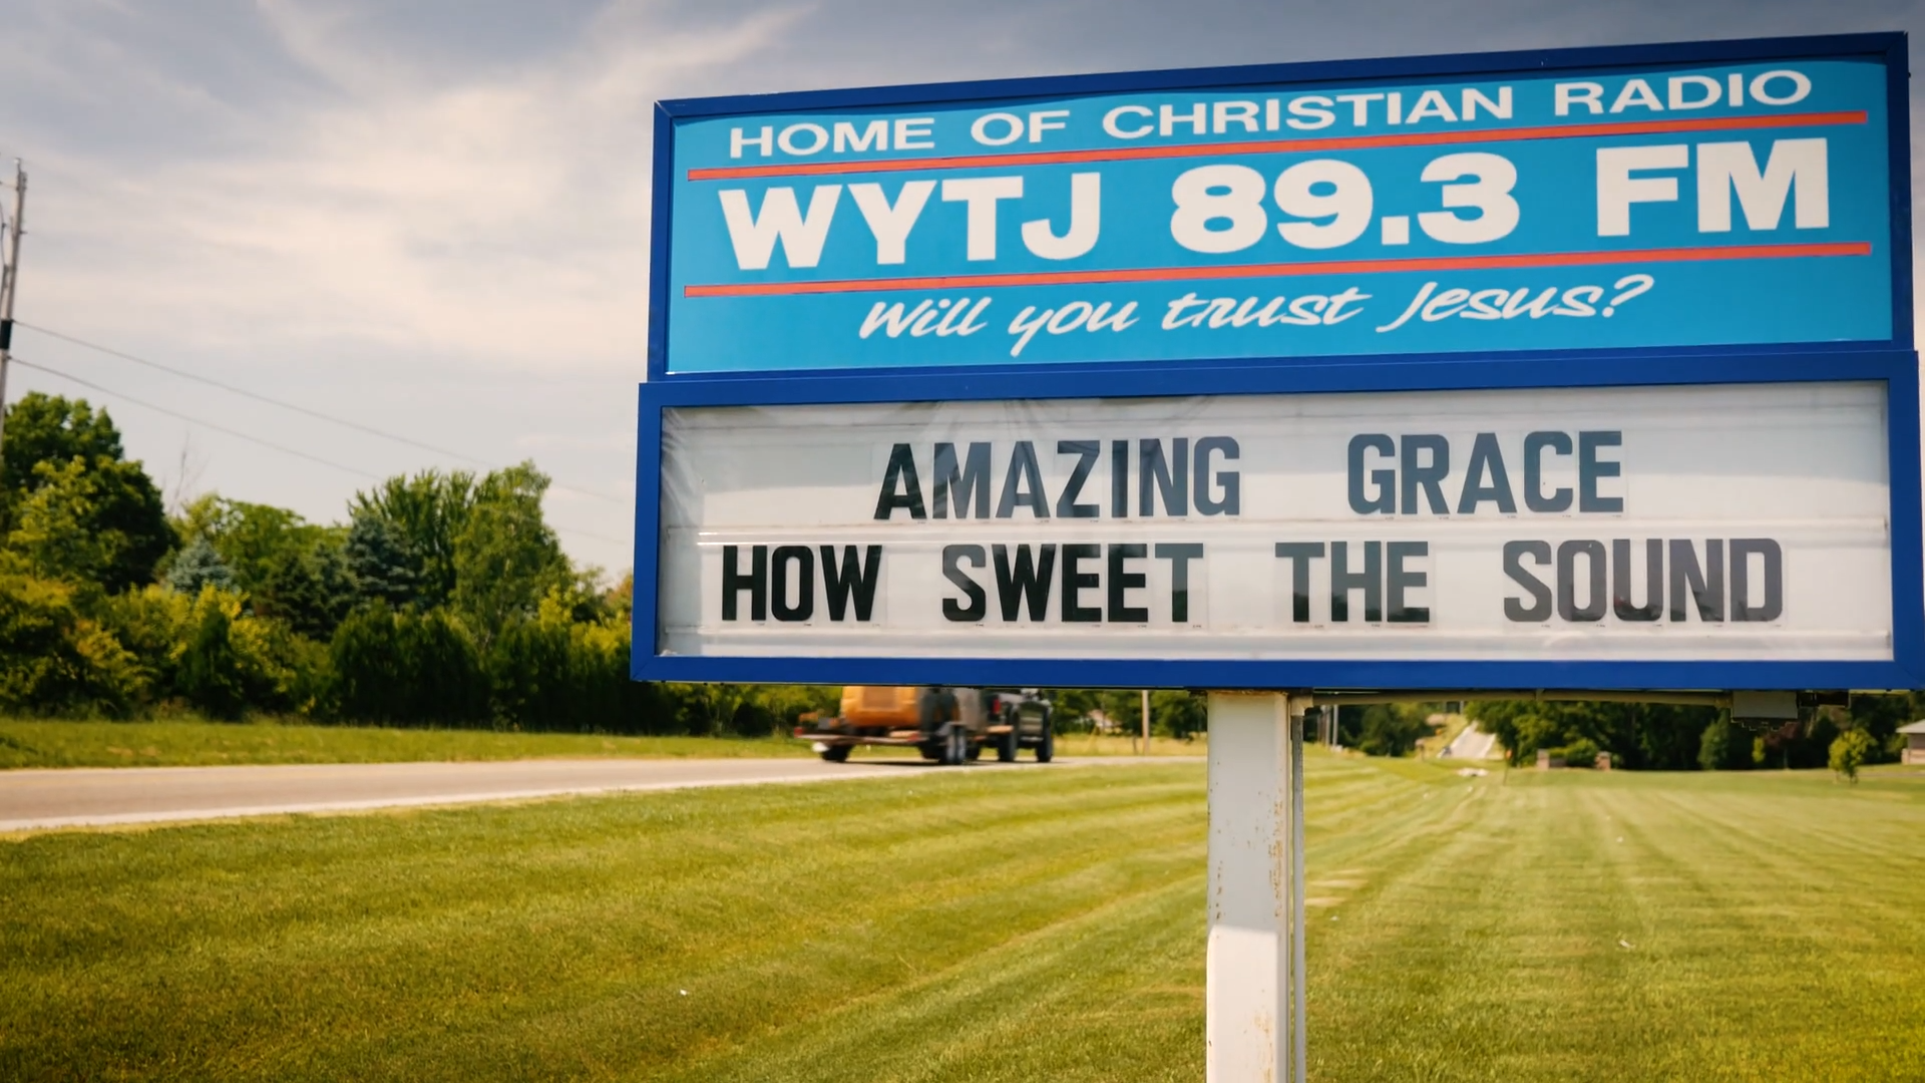 HOME OF CHRISTIAN RADIO
WYTJ 89.3 FM
Will you trust Jesus?
AMAZING GRACE
HOW SWEET THE SOUND